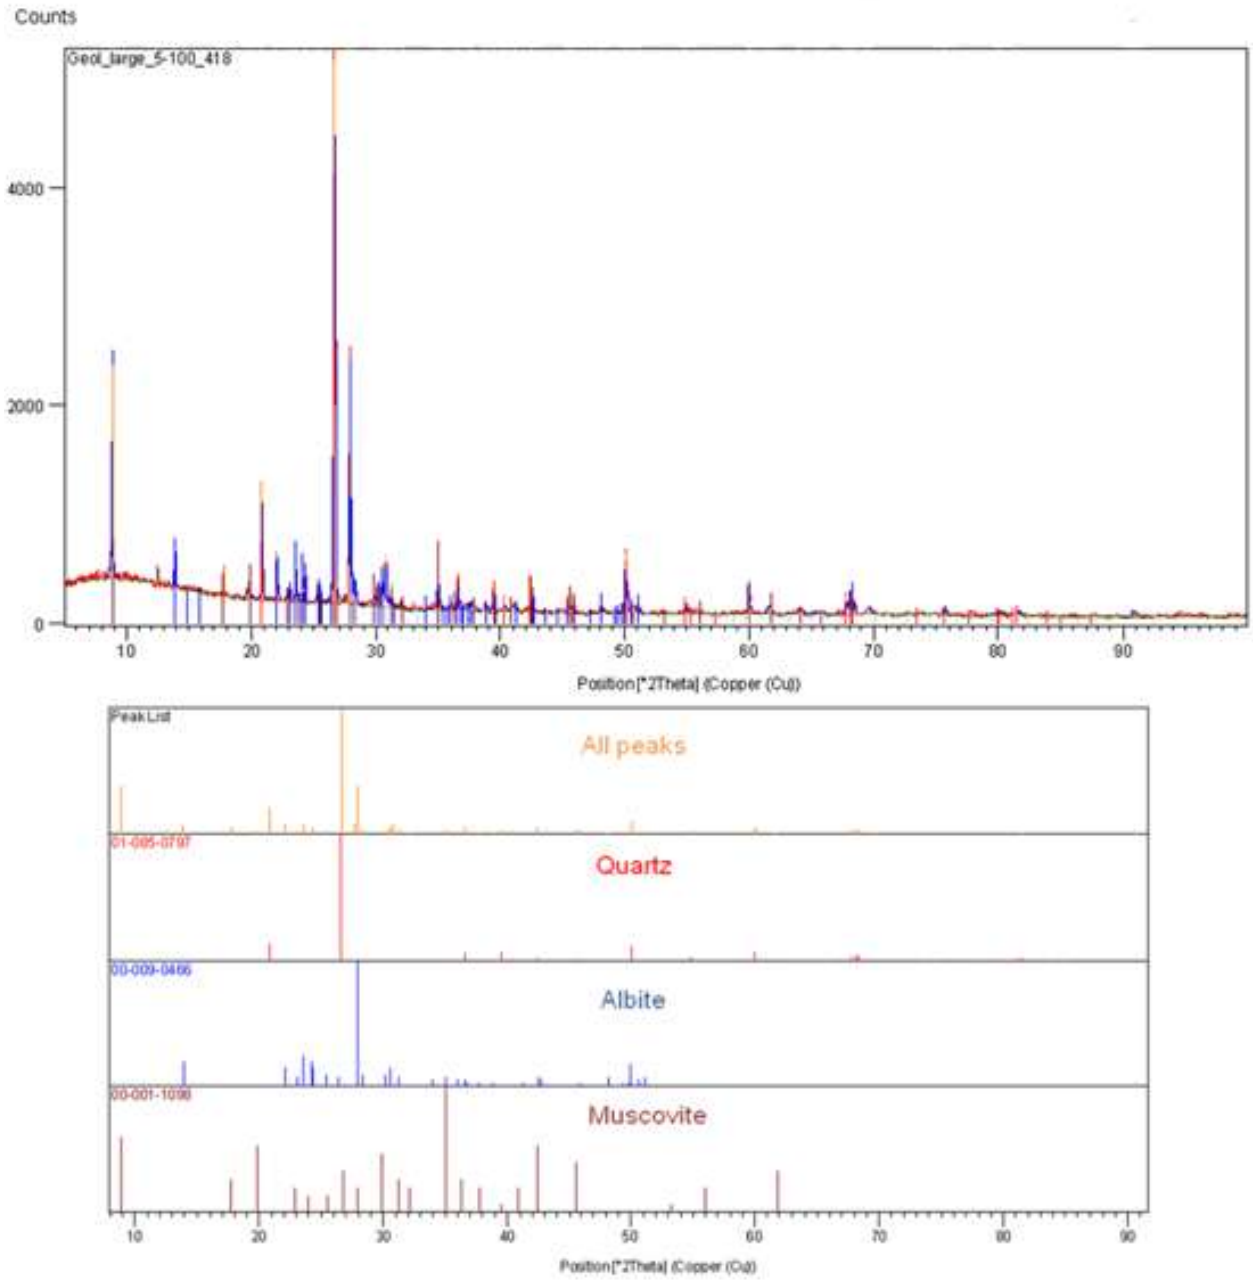 Counts
Geol_large_5-100_418
4000
2000
0
10 20 30 40 50 60 70 80 90
Position [°2Theta] (Copper (Cu))
Peak List
All peaks
01-085-0797
Quartz
00-009-0466
Albite
00-001-1098
Muscovite
10 20 30 40 50 60 70 80 90
Position [°2Theta] (Copper (Cu))